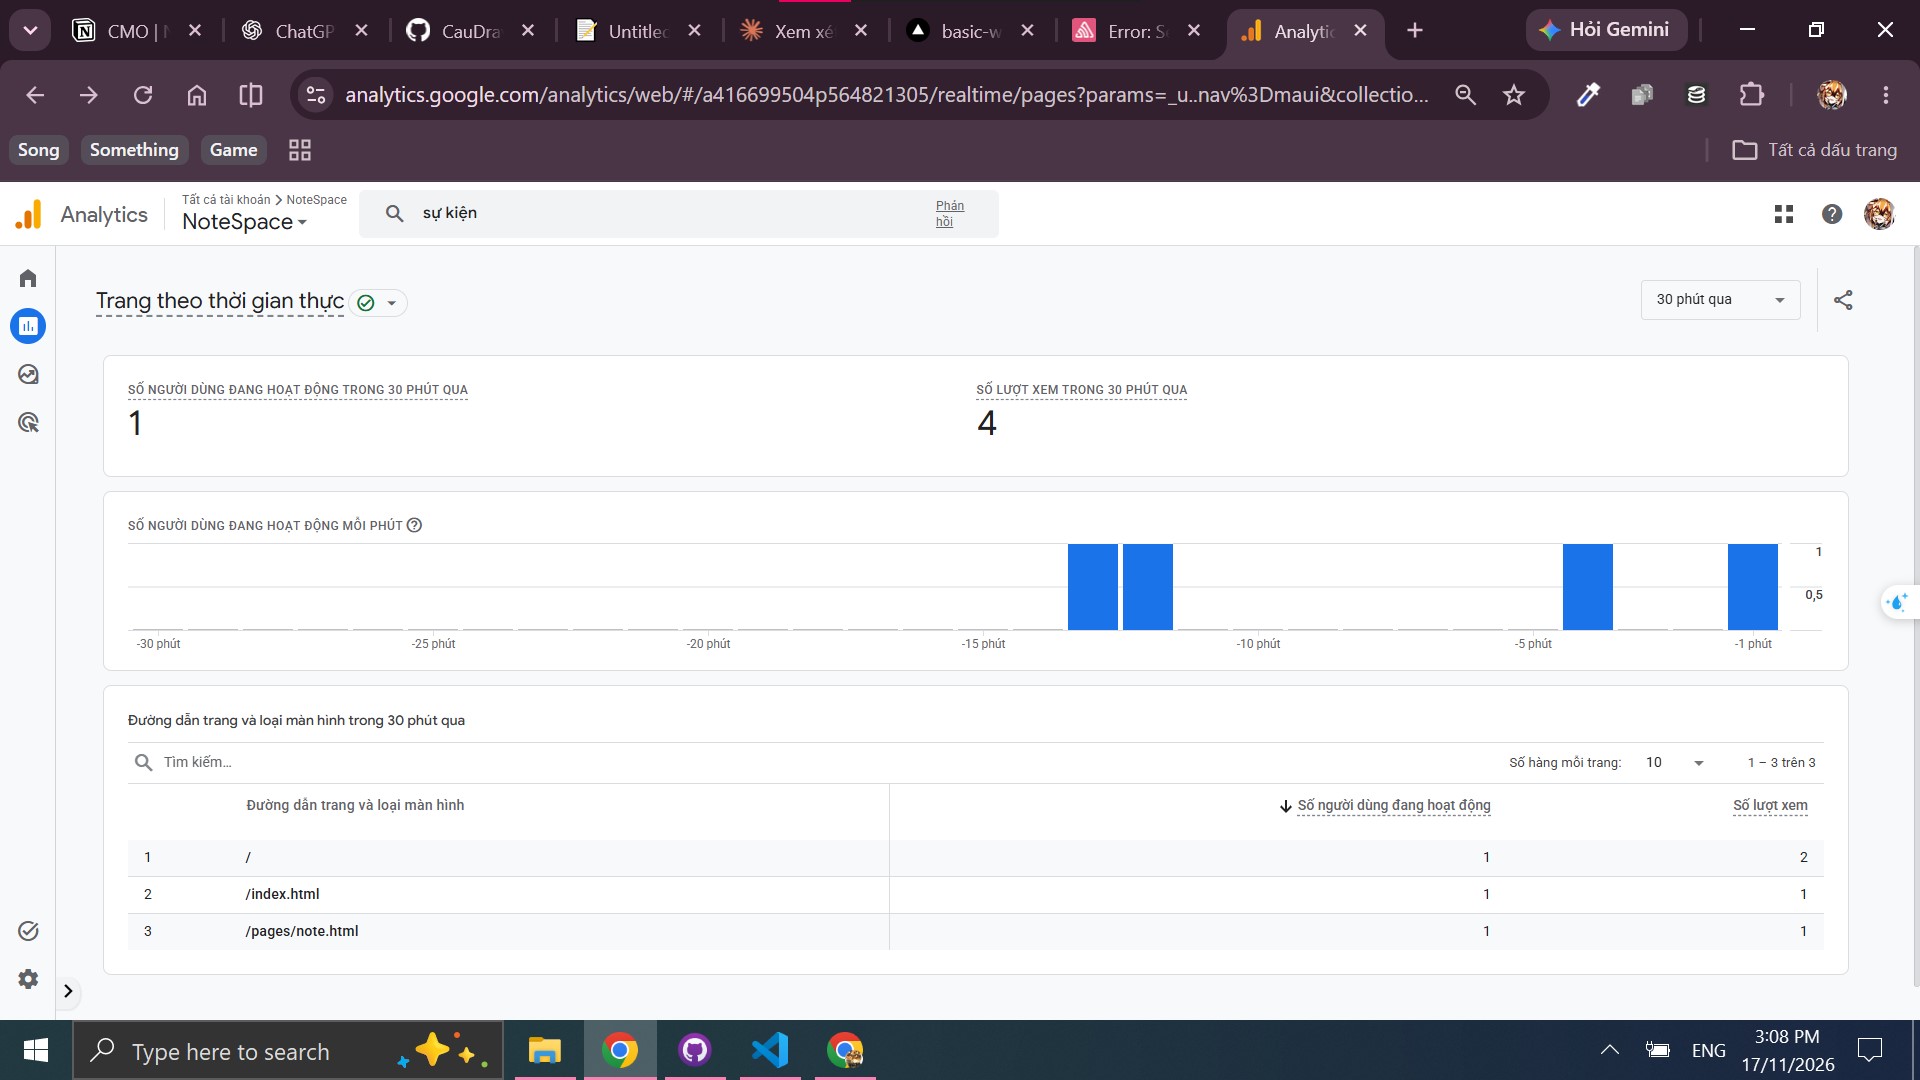 CMO | N
ChatGP
CauDra
Untitled
Xem xé
basic-w
Error: Se
Analytic
Hỏi Gemini
analytics.google.com/analytics/web/#/a416699504p564821305/realtime/pages?params=_u..nav%3Dmaui&collectio...
Song
Something
Game
Tất cả dấu trang
Analytics
Tất cả tài khoản > NoteSpace
NoteSpace
sự kiện
Phản
hồi
Trang theo thời gian thực
30 phút qua
SỐ NGƯỜI DÙNG ĐANG HOẠT ĐỘNG TRONG 30 PHÚT QUA
1
SỐ LƯỢT XEM TRONG 30 PHÚT QUA
4
SỐ NGƯỜI DÙNG ĐANG HOẠT ĐỘNG MỖI PHÚT
1
0,5
-30 phút -25 phút -20 phút -15 phút -10 phút -5 phút -1 phút
Đường dẫn trang và loại màn hình trong 30 phút qua
Tìm kiếm...
Số hàng mỗi trang: 10 1 – 3 trên 3
Đường dẫn trang và loại màn hình Số người dùng đang hoạt động Số lượt xem
1 / 1 2
2 /index.html 1 1
3 /pages/note.html 1 1
Type here to search
ENG
3:08 PM
17/11/2026